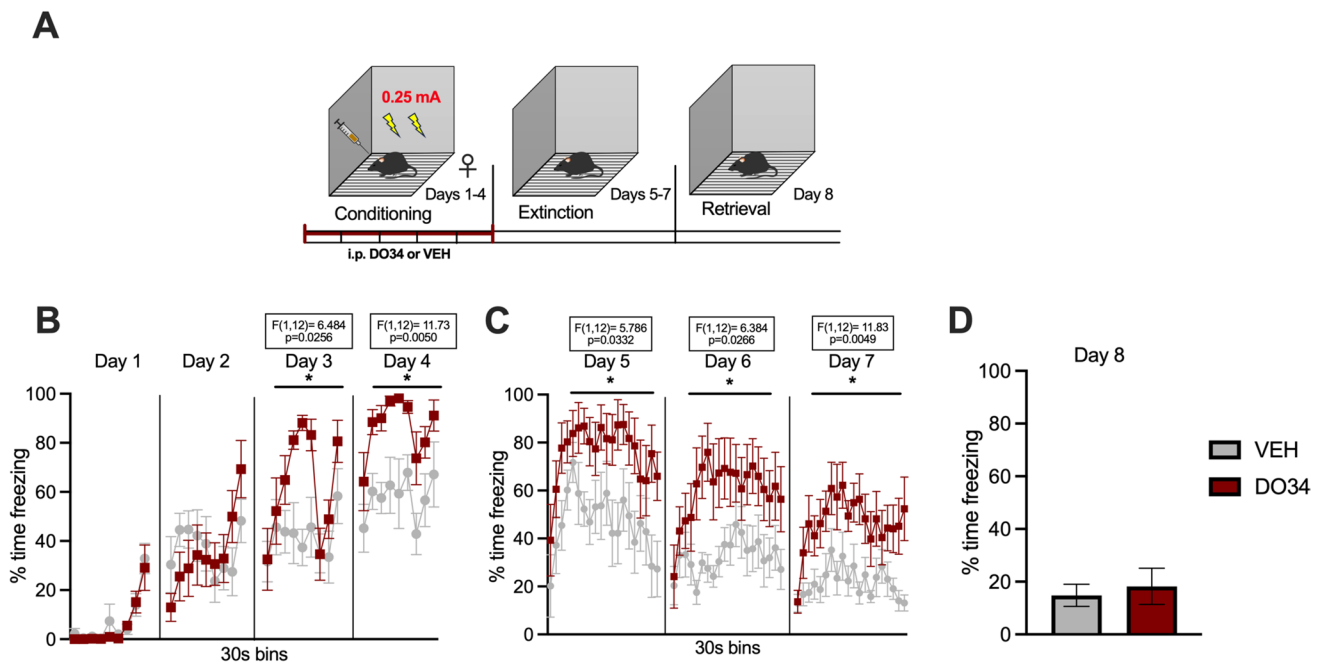 A
0.25 mA
♀
Days 1-4
Days 5-7
Day 8
Conditioning
Extinction
Retrieval
i.p. DO34 or VEH
B
F(1,12)= 6.484
p=0.0256
F(1,12)= 11.73
p=0.0050
Day 1
Day 2
Day 3
Day 4
*
*
% time freezing
100
80
60
40
20
0
30s bins
C
F(1,12)= 5.786
p=0.0332
F(1,12)= 6.384
p=0.0266
F(1,12)= 11.83
p=0.0049
Day 5
Day 6
Day 7
*
*
*
% time freezing
100
80
60
40
20
0
30s bins
D
Day 8
% time freezing
100
80
60
40
20
0
VEH
DO34